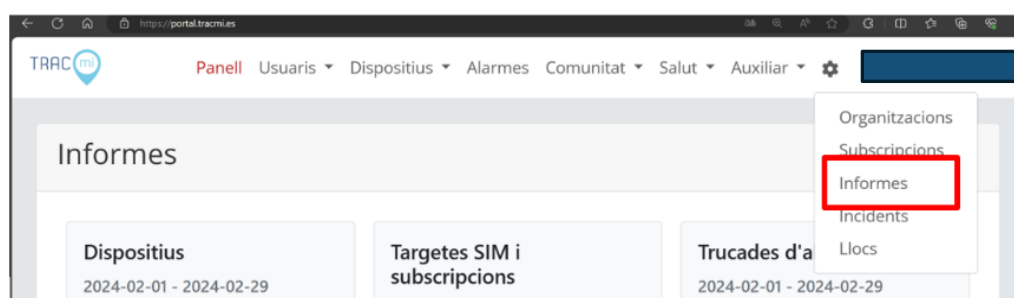 https://portal.tracmi.es
TRAC mi
Panell Usuaris Dispositius Alarmes Comunitat Salut Auxiliar
Organitzacions
Subscripcions
Informes
Incidents
Llocs
Informes
Dispositius
2024-02-01 - 2024-02-29
Targetes SIM i
subscripcions
Trucades d'a
2024-02-01 - 2024-02-29